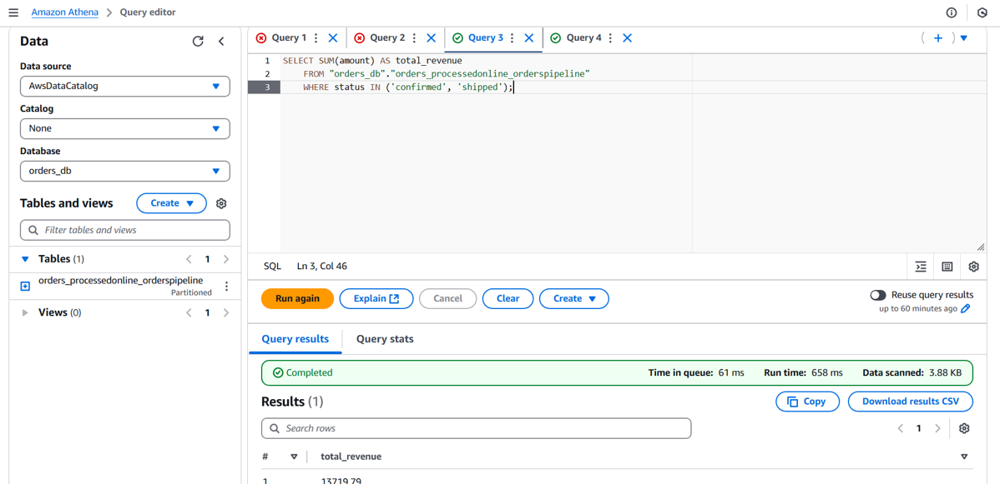 Amazon Athena > Query editor
Data
Data source
AwsDataCatalog
Catalog
None
Database
orders_db
Tables and views
Create
Filter tables and views
Tables (1)
1
orders_processedonline_orderspipeline
Partitioned
Views (0)
1
Query 1
Query 2
Query 3
Query 4
1 SELECT SUM(amount) AS total_revenue
2 FROM "orders_db"."orders_processedonline_orderspipeline"
3 WHERE status IN ('confirmed', 'shipped');
SQL Ln 3, Col 46
Run again
Explain
Cancel
Clear
Create
Reuse query results
up to 60 minutes ago
Query results
Query stats
Completed
Time in queue: 61 ms
Run time: 658 ms
Data scanned: 3.88 KB
Results (1)
Copy
Download results CSV
Search rows
1
# total_revenue
1 13719.79